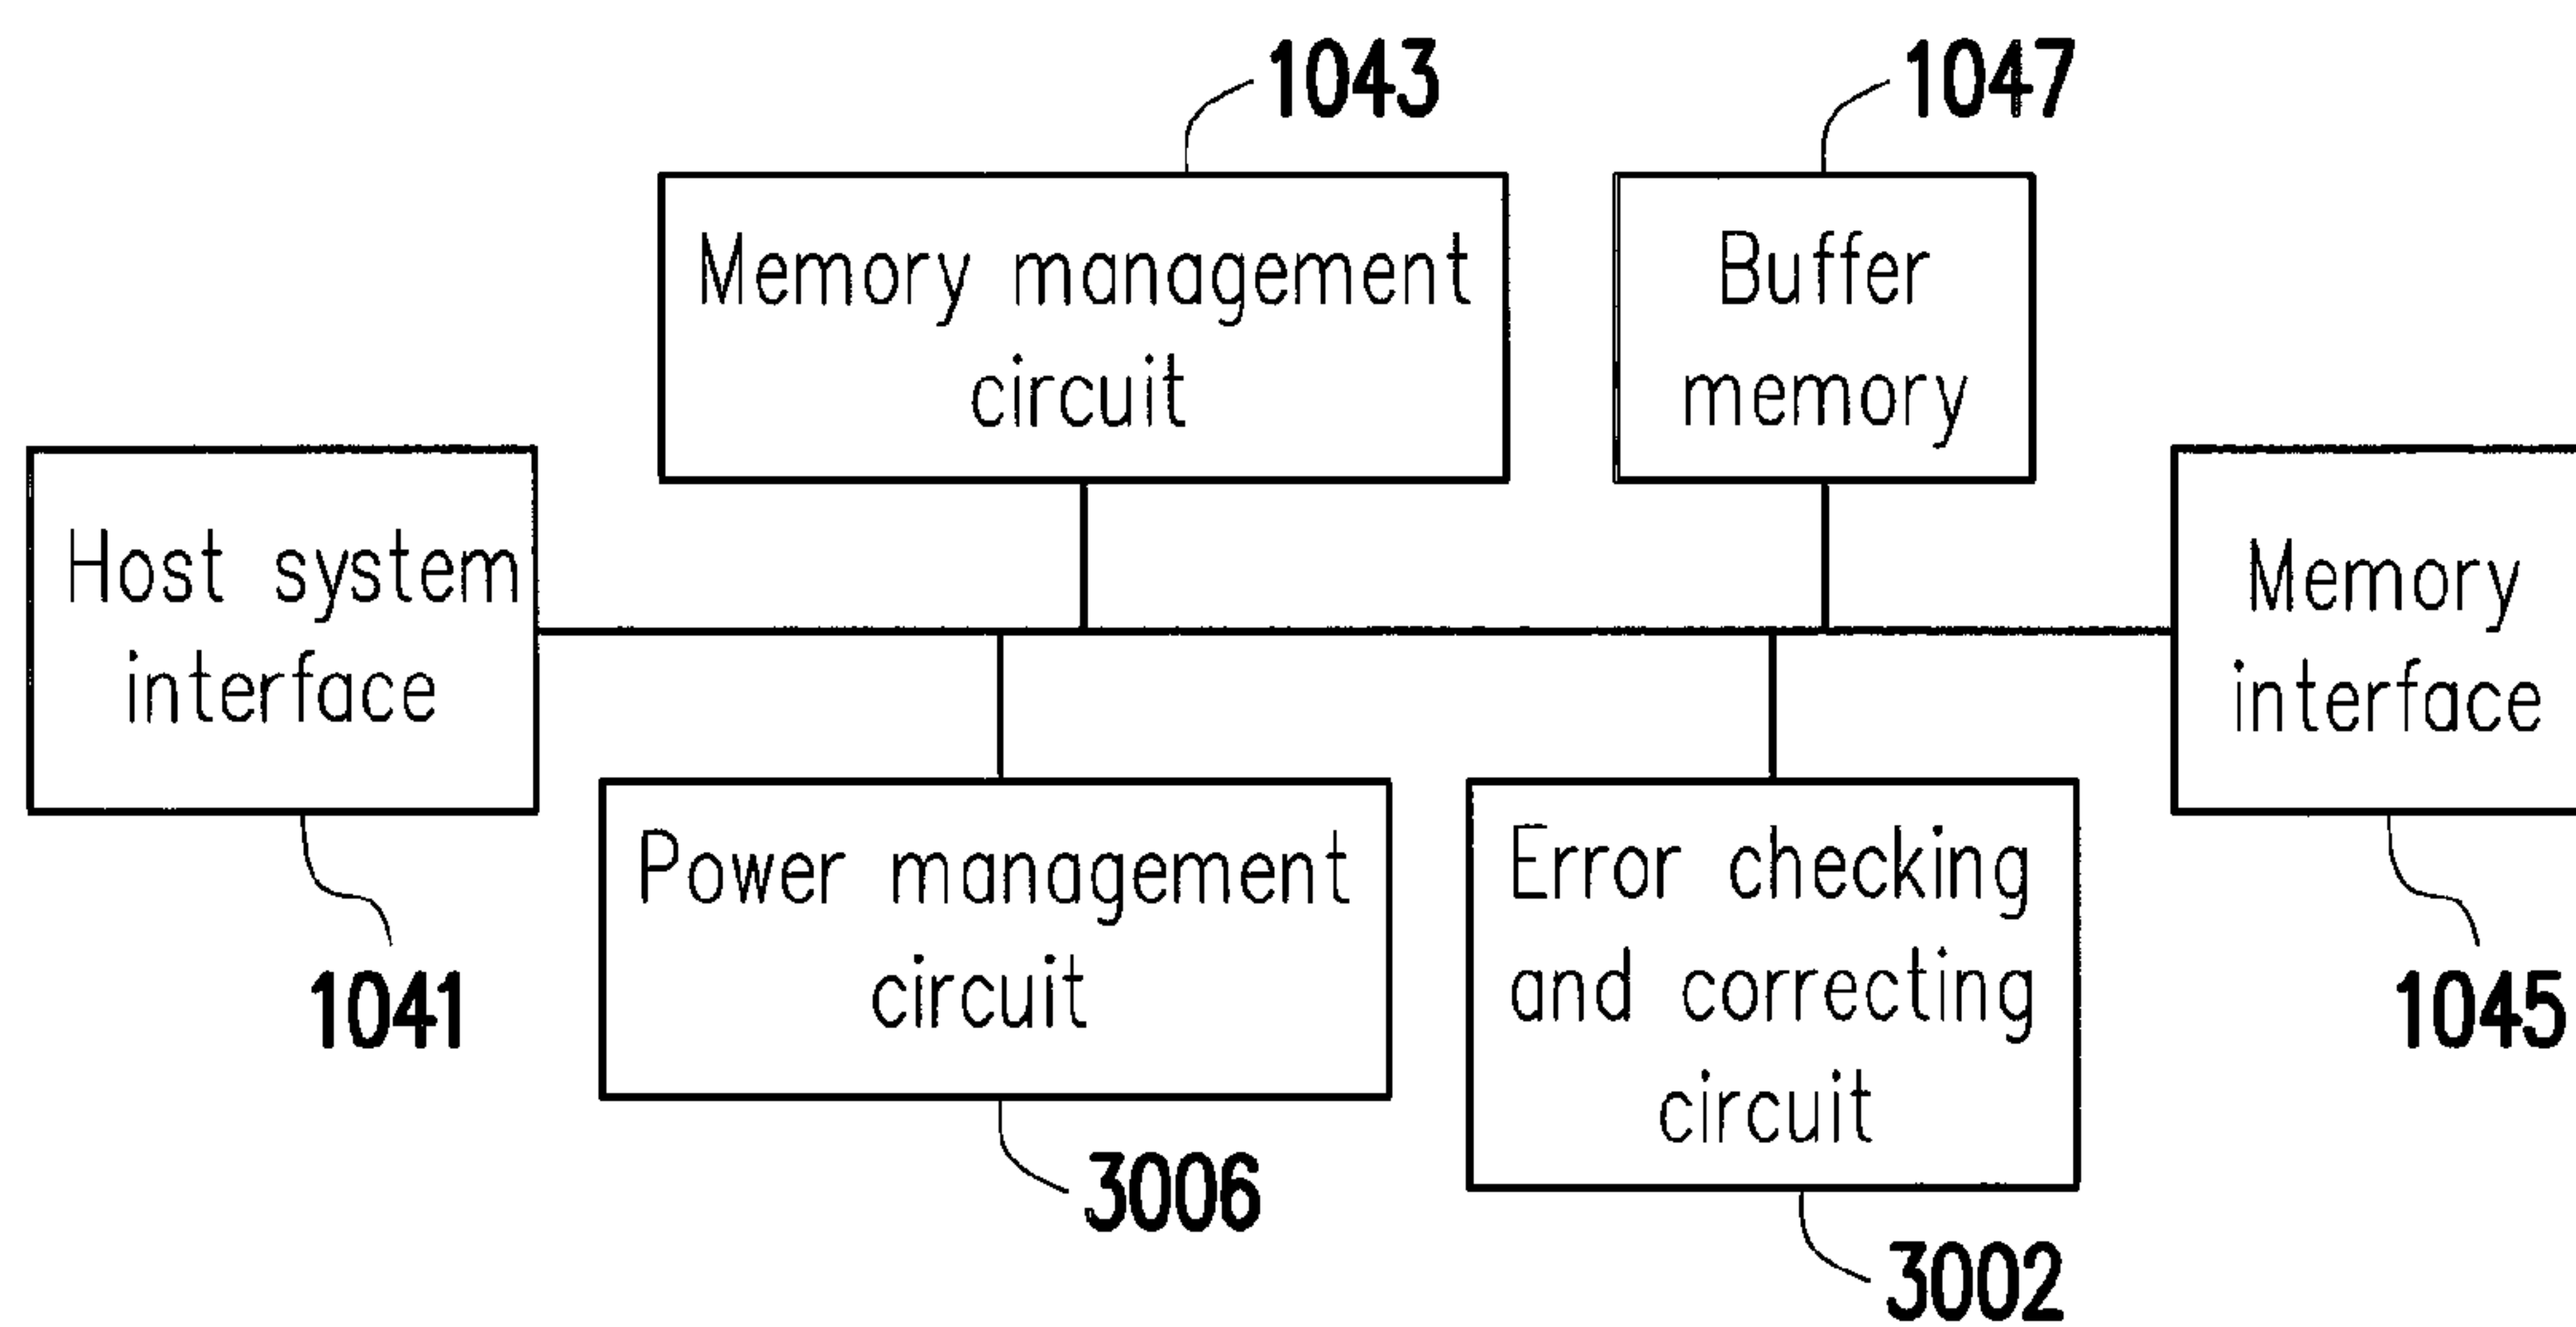 1043
1047
Memory management
circuit
Buffer
memory
Host system
interface
Memory
interface
Power management
circuit
Error checking
and correcting
circuit
1041
1045
3006
3002